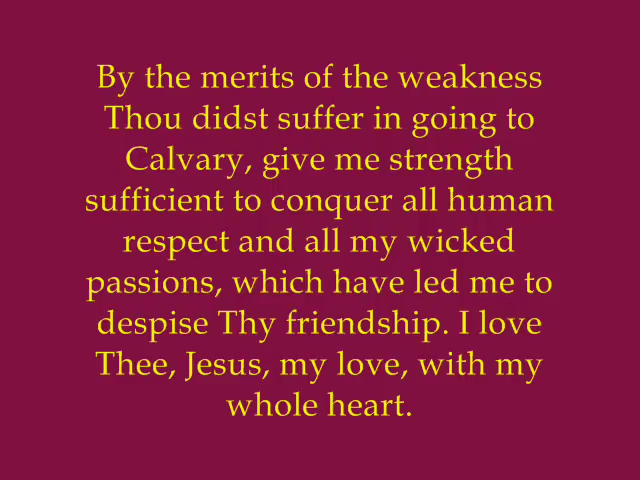 By the merits of the weakness
Thou didst suffer in going to
Calvary, give me strength
sufficient to conquer all human
respect and all my wicked
passions, which have led me to
despise Thy friendship. I love
Thee, Jesus, my love, with my
whole heart.